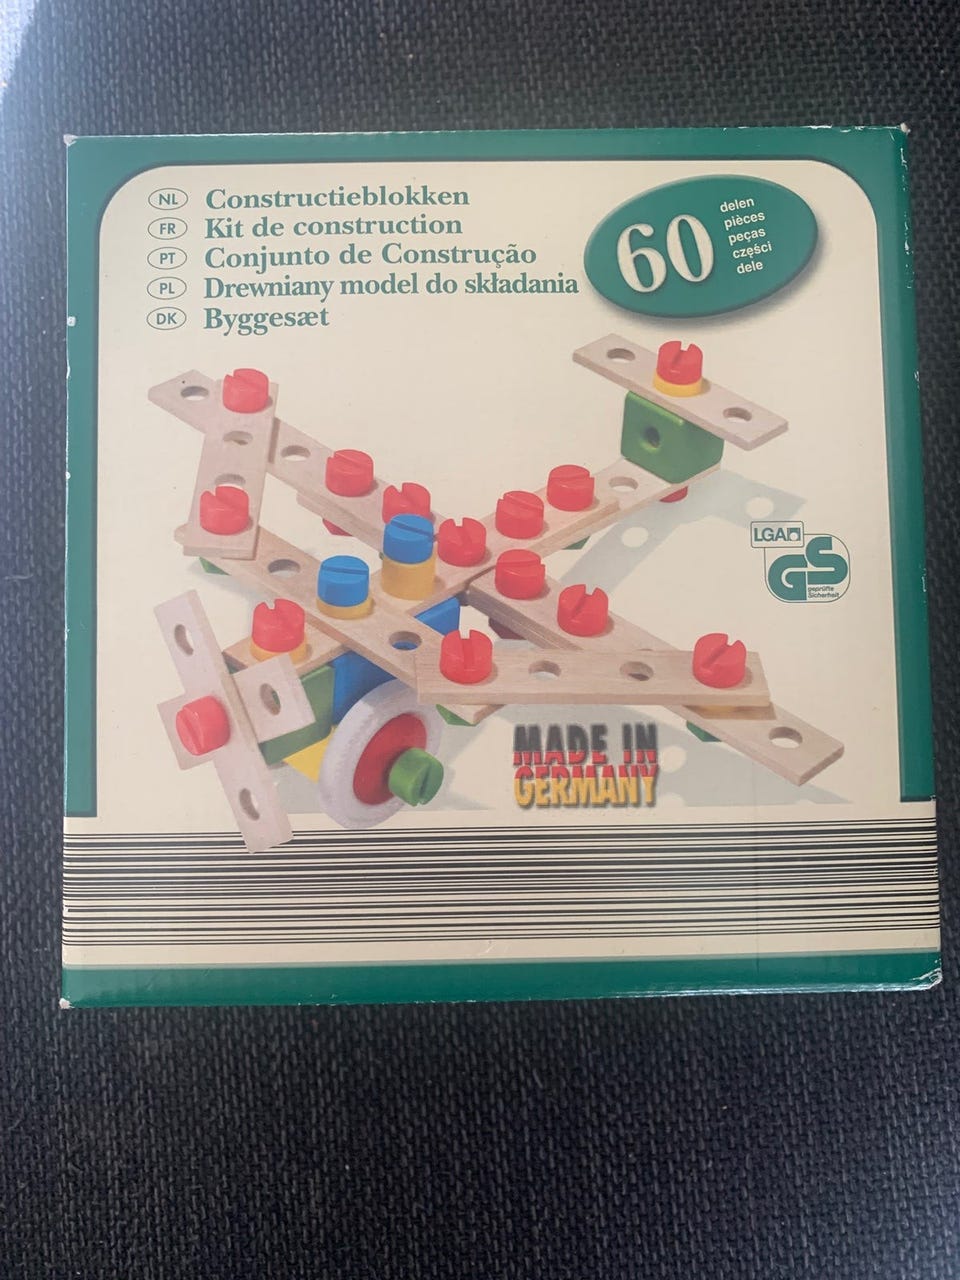 NL Constructieblokken
FR Kit de construction
PT Conjunto de Construção
PL Drewniany model do składania
DK Byggesæt
60
delen
pièces
peças
części
dele
LGA
GS
geprüfte
Sicherheit
MADE IN
GERMANY